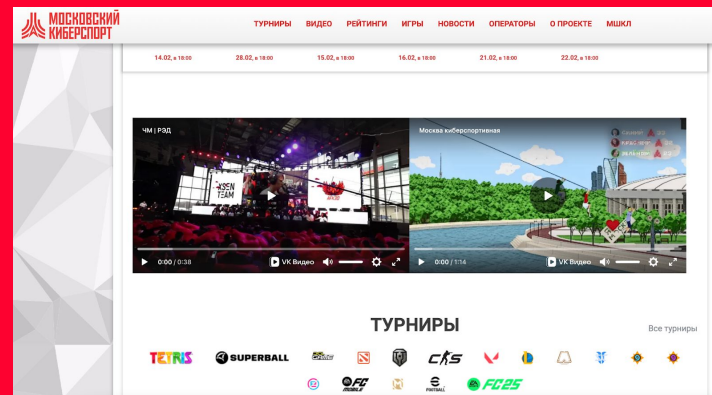 МОСКОВСКИЙ
КИБЕРСПОРТ
ТУРНИРЫ ВИДЕО РЕЙТИНГИ ИГРЫ НОВОСТИ ОПЕРАТОРЫ О ПРОЕКТЕ МШКЛ
14.02, в 18:00 28.02, в 18:00 15.02, в 18:00 16.02, в 18:00 21.02, в 18:00 22.02, в 18:00
ЧМ | РЭД
Москва киберспортивная
TEAM
0:00 / 0:38 VK Видео
0:00 / 1:14 VK Видео
ТУРНИРЫ
Все турниры
TETRIS SUPERBALL CS
FC MOBILE FOOTBALL FC25